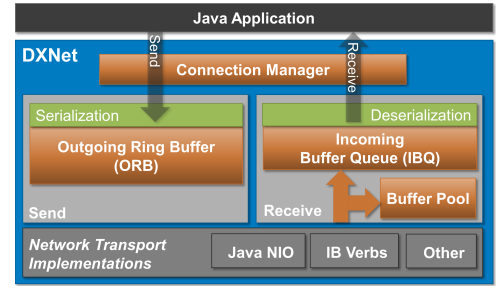 Java Application
DXNet
Send
Receive
Connection Manager
Serialization
Deserialization
Outgoing Ring Buffer
(ORB)
Incoming
Buffer Queue (IBQ)
Buffer Pool
Send
Receive
Network Transport
Implementations
Java NIO
IB Verbs
Other